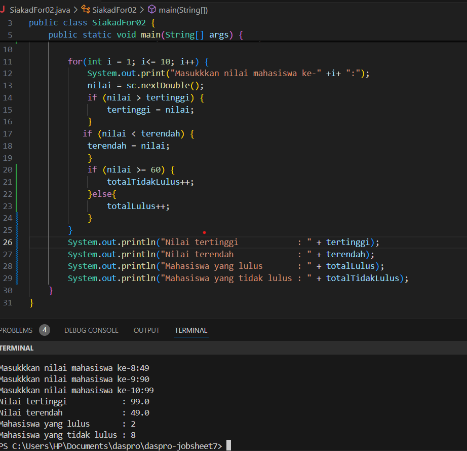 SiakadFor02.java > SiakadFor02 > main(String[])
3 public class SiakadFor02 {
5 public static void main(String[] args) {
10
11 for(int i = 1; i<= 10; i++) {
12 System.out.print("Masukkkan nilai mahasiswa ke-" +i+ ":");
13 nilai = sc.nextDouble();
14 if (nilai > tertinggi) {
15 tertinggi = nilai;
16 }
17 if (nilai < terendah) {
18 terendah = nilai;
19 }
20 if (nilai >= 60) {
21 totalTidakLulus++;
22 }else{
23 totalLulus++;
24 }
25 }
26 System.out.println("Nilai tertinggi : " + tertinggi);
27 System.out.println("Nilai terendah : " + terendah);
28 System.out.println("Mahasiswa yang lulus : " + totalLulus);
29 System.out.println("Mahasiswa yang tidak lulus : " + totalTidakLulus);
30 }
31 }
PROBLEMS 4 DEBUG CONSOLE OUTPUT TERMINAL
TERMINAL
Masukkkan nilai mahasiswa ke-8:49
Masukkkan nilai mahasiswa ke-9:90
Masukkkan nilai mahasiswa ke-10:99
Nilai tertinggi : 99.0
Nilai terendah : 49.0
Mahasiswa yang lulus : 2
Mahasiswa yang tidak lulus : 8
PS C:\Users\HP\Documents\daspro\daspro-jobsheet7>